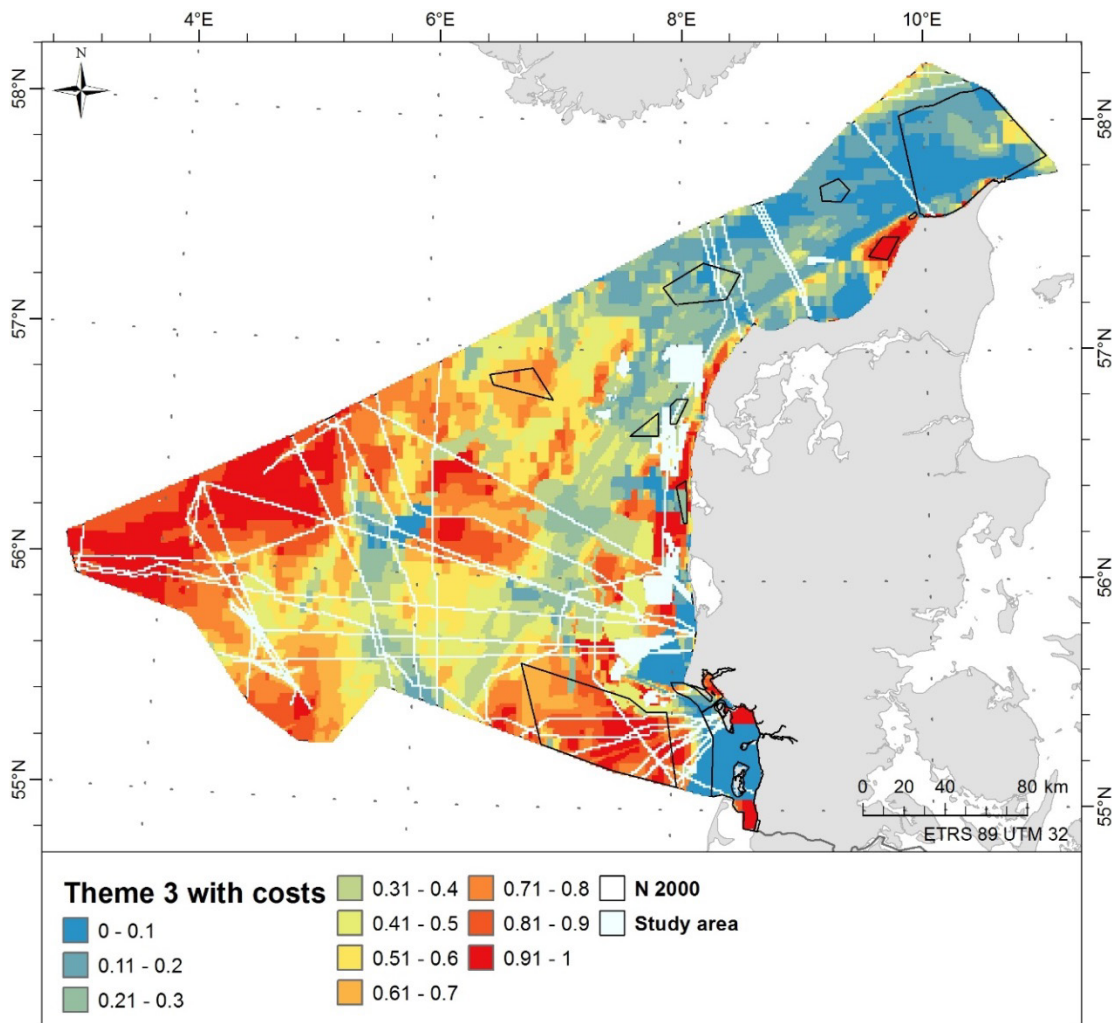 4°E 6°E 8°E 10°E
N
58°N 58°N
57°N 57°N
56°N 56°N
55°N 55°N
0 20 40 60 80 km
ETRS 89 UTM 32
Theme 3 with costs
0 - 0.1
0.11 - 0.2
0.21 - 0.3
0.31 - 0.4
0.41 - 0.5
0.51 - 0.6
0.61 - 0.7
0.71 - 0.8
0.81 - 0.9
0.91 - 1
N 2000
Study area